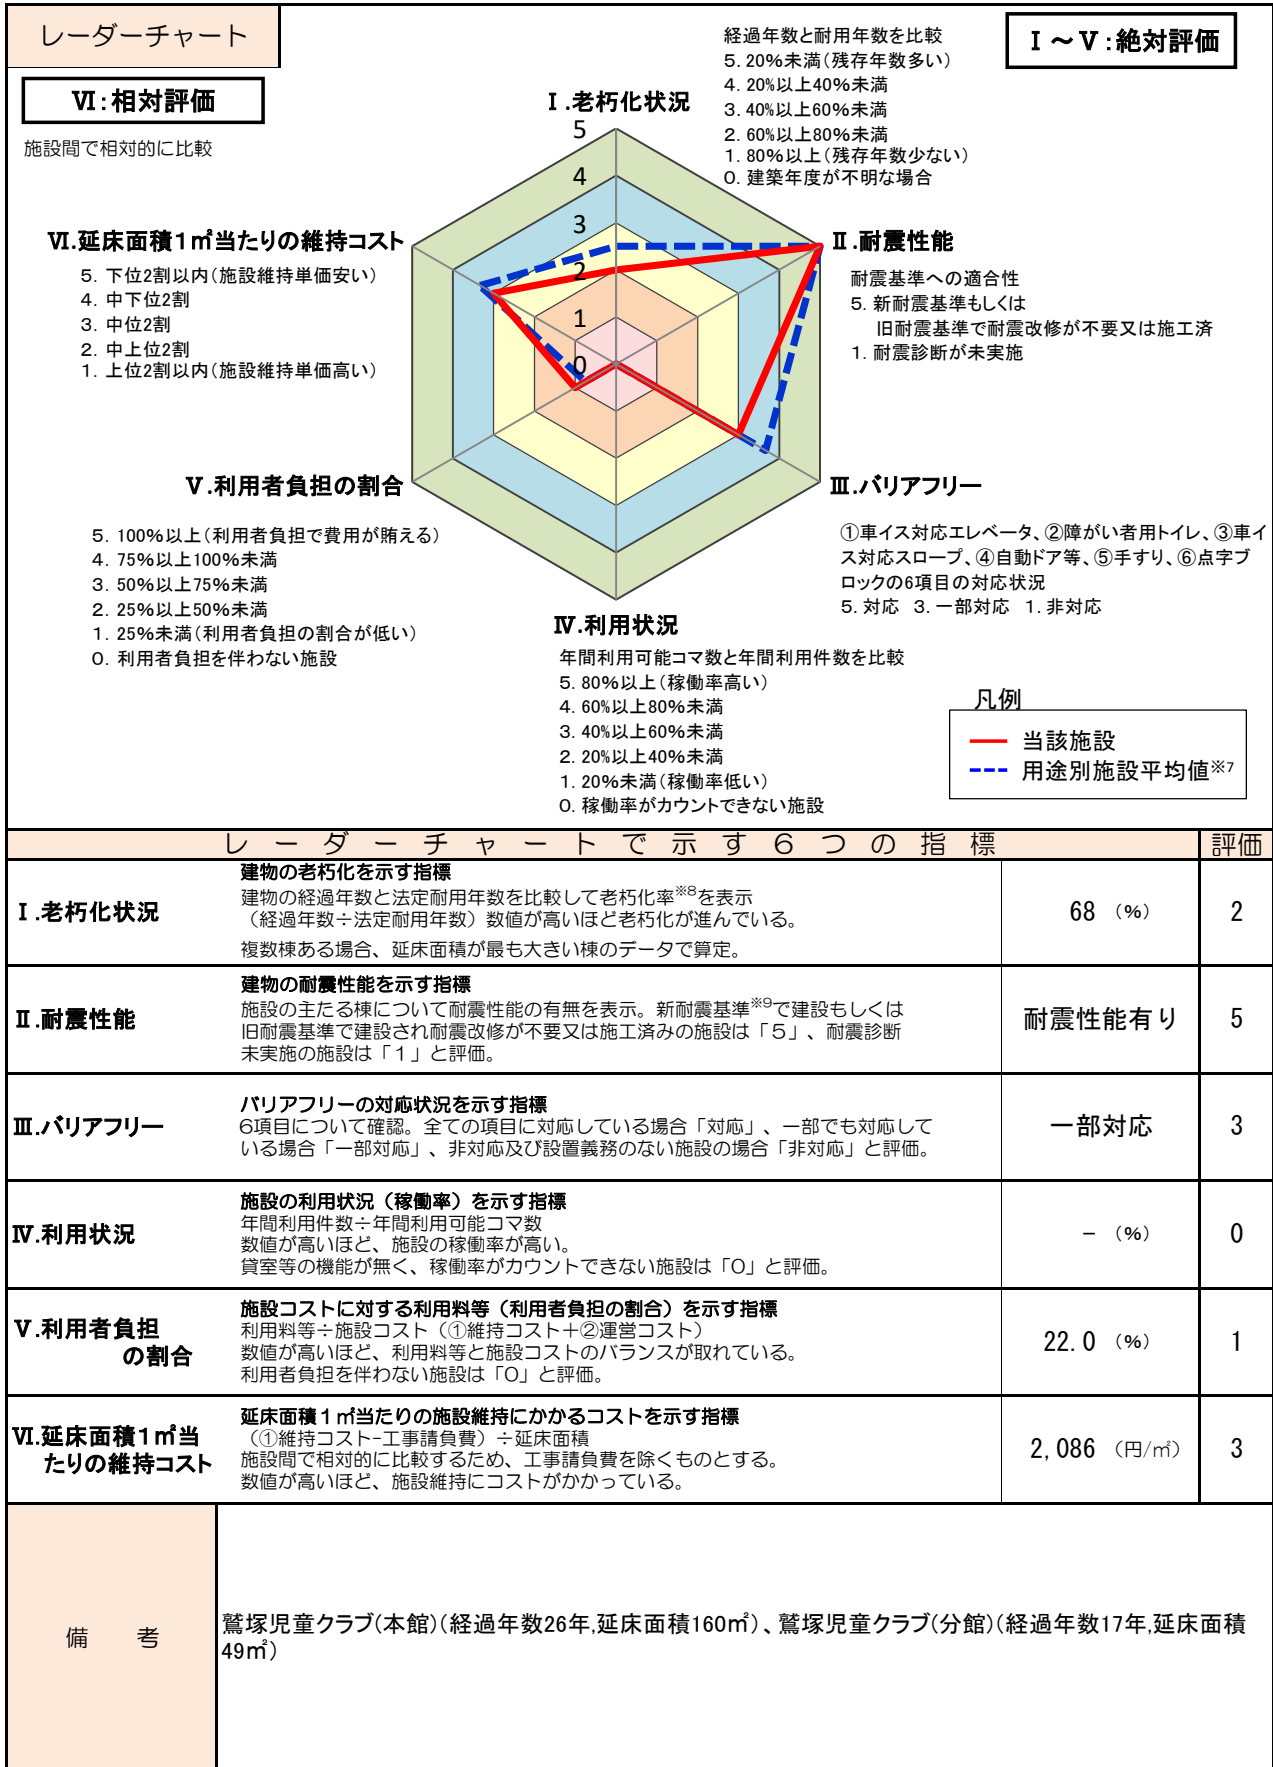 レーダーチャート
Ⅵ：相対評価
施設間で相対的に比較
Ⅰ～Ⅴ：絶対評価
経過年数と耐用年数を比較
5. 20%未満（残存年数多い）
4. 20%以上40%未満
3. 40%以上60%未満
2. 60%以上80%未満
1. 80%以上（残存年数少ない）
0. 建築年度が不明な場合
Ⅰ.老朽化状況
5
4
3
2
1
0
Ⅱ.耐震性能
耐震基準への適合性
5. 新耐震基準もしくは
旧耐震基準で耐震改修が不要又は施工済
1. 耐震診断が未実施
Ⅵ.延床面積1㎡当たりの維持コスト
5. 下位2割以内（施設維持単価安い）
4. 中下位2割
3. 中位2割
2. 中上位2割
1. 上位2割以内（施設維持単価高い）
Ⅴ.利用者負担の割合
5. 100%以上（利用者負担で費用が賄える）
4. 75%以上100%未満
3. 50%以上75%未満
2. 25%以上50%未満
1. 25%未満（利用者負担の割合が低い）
0. 利用者負担を伴わない施設
Ⅲ.バリアフリー
①車イス対応エレベータ、②障がい者用トイレ、③車イ
ス対応スロープ、④自動ドア等、⑤手すり、⑥点字ブ
ロックの6項目の対応状況
5. 対応 3. 一部対応 1. 非対応
Ⅳ.利用状況
年間利用可能コマ数と年間利用件数を比較
5. 80%以上（稼働率高い）
4. 60%以上80%未満
3. 40%以上60%未満
2. 20%以上40%未満
1. 20%未満（稼働率低い）
0. 稼働率がカウントできない施設
凡例
当該施設
用途別施設平均値※7
レーダーチャートで示す6つの指標 評価
Ⅰ.老朽化状況
建物の老朽化を示す指標
建物の経過年数と法定耐用年数を比較して老朽化率※8を表示
（経過年数÷法定耐用年数）数値が高いほど老朽化が進んでいる。
複数棟ある場合、延床面積が最も大きい棟のデータで算定。
68 （%） 2
Ⅱ.耐震性能
建物の耐震性能を示す指標
施設の主たる棟について耐震性能の有無を表示。新耐震基準※9で建設もしくは
旧耐震基準で建設され耐震改修が不要又は施工済みの施設は「5」、耐震診断
未実施の施設は「1」と評価。
耐震性能有り 5
Ⅲ.バリアフリー
バリアフリーの対応状況を示す指標
6項目について確認。全ての項目に対応している場合「対応」、一部でも対応して
いる場合「一部対応」、非対応及び設置義務のない施設の場合「非対応」と評価。
一部対応 3
Ⅳ.利用状況
施設の利用状況（稼働率）を示す指標
年間利用件数÷年間利用可能コマ数
数値が高いほど、施設の稼働率が高い。
貸室等の機能が無く、稼働率がカウントできない施設は「0」と評価。
－ （%） 0
Ⅴ.利用者負担
の割合
施設コストに対する利用料等（利用者負担の割合）を示す指標
利用料等÷施設コスト（①維持コスト＋②運営コスト）
数値が高いほど、利用料等と施設コストのバランスが取れている。
利用者負担を伴わない施設は「0」と評価。
22.0 （%） 1
Ⅵ.延床面積1㎡当
たりの維持コスト
延床面積1㎡当たりの施設維持にかかるコストを示す指標
（①維持コスト-工事請負費）÷延床面積
施設間で相対的に比較するため、工事請負費を除くものとする。
数値が高いほど、施設維持にコストがかかっている。
2,086 （円/㎡） 3
備 考
鷲塚児童クラブ(本館)(経過年数26年,延床面積160㎡)、鷲塚児童クラブ(分館)(経過年数17年,延床面積
49㎡)